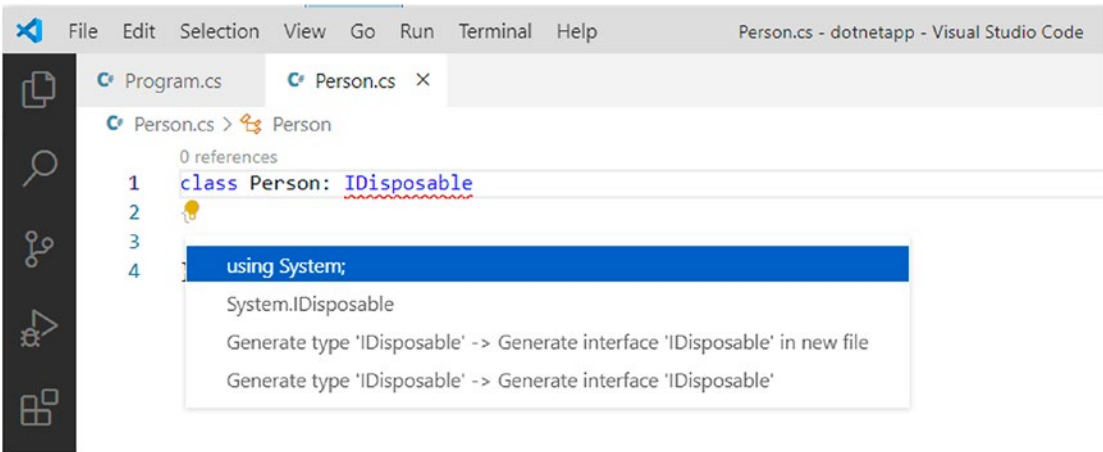 File Edit Selection View Go Run Terminal Help Person.cs - dotnetapp - Visual Studio Code
C# Program.cs C# Person.cs ×
C# Person.cs > Person
0 references
1 class Person: IDisposable
2 {
3
4
using System;
System.IDisposable
Generate type 'IDisposable' -> Generate interface 'IDisposable' in new file
Generate type 'IDisposable' -> Generate interface 'IDisposable'